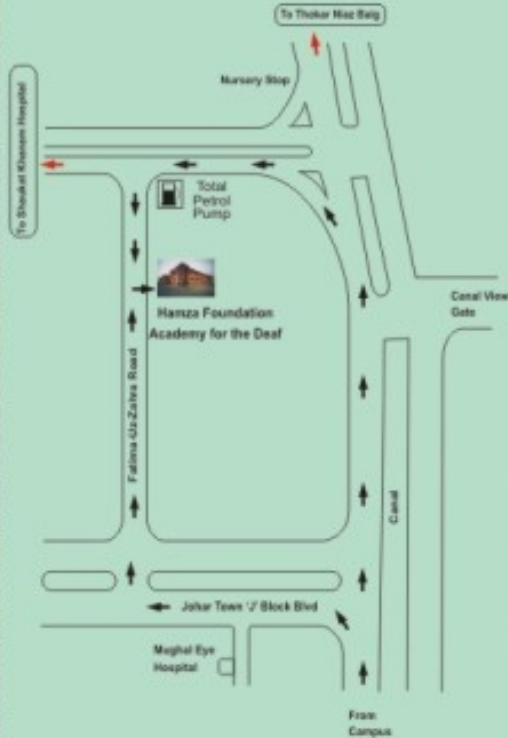 To Thokar Niaz Baig
Nursery Stop
To Shaukat Khanem Hospital
Total
Petrol
Pump
Hamza Foundation
Academy for the Deaf
Canal View
Gate
Fatima-Uz-Zahra Road
Canal
Johar Town 'J' Block Blvd
Mughal Eye
Hospital
From
Campus